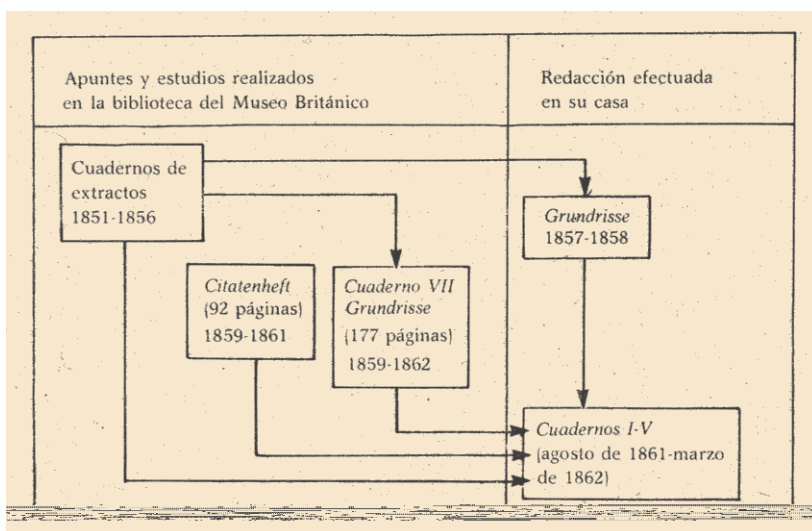 Apuntes y estudios realizados
en la biblioteca del Museo Británico
Redacción efectuada
en su casa
Cuadernos de
extractos
1851-1856
Grundrisse
1857-1858
Citatenheft
(92 páginas)
1859-1861
Cuaderno VII
Grundrisse
(177 páginas)
1859-1862
Cuadernos I-V
(agosto de 1861-marzo
de 1862)